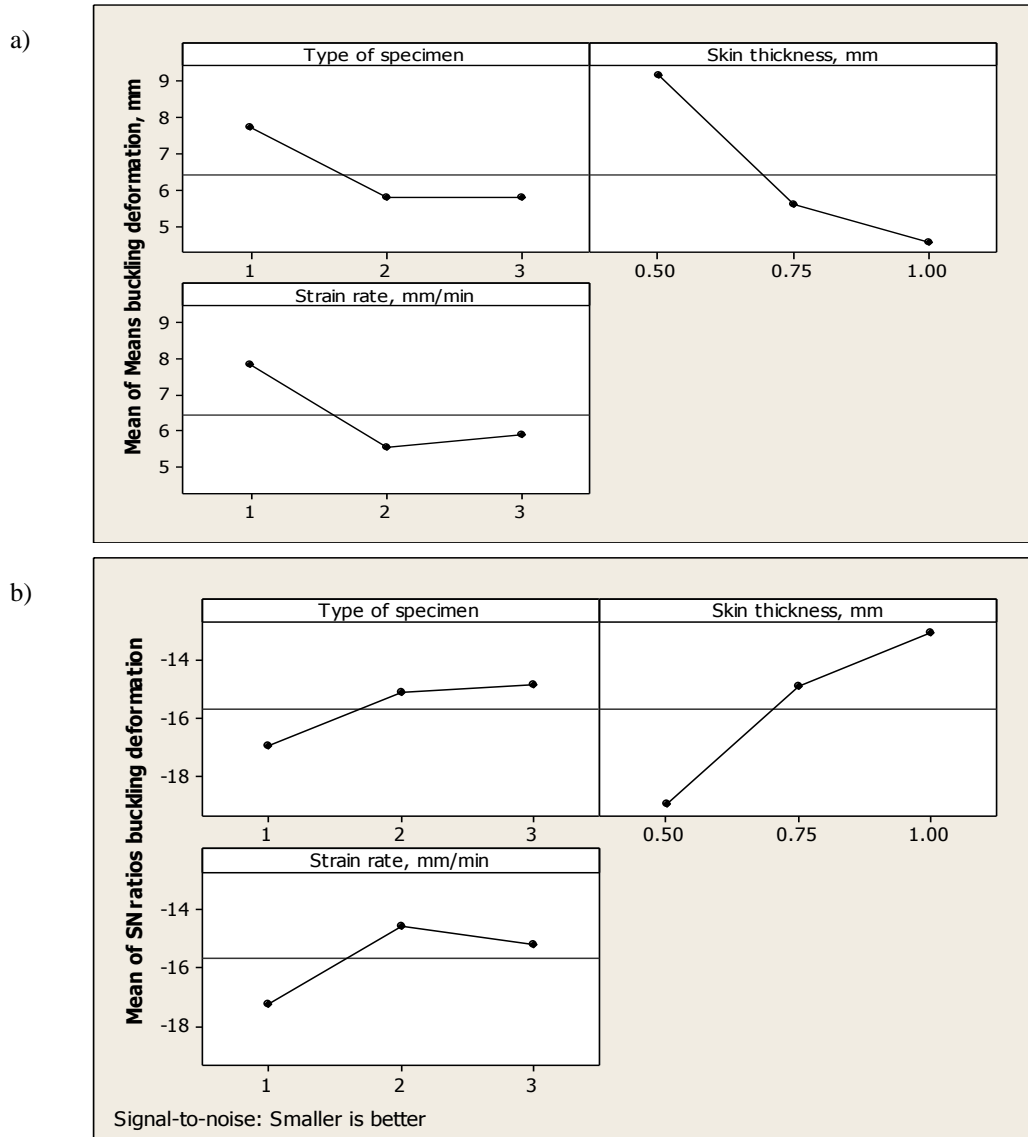 a)
Type of specimen
Skin thickness, mm
Mean of Means buckling deformation, mm
9
8
7
6
5
1 2 3
0.50 0.75 1.00
Strain rate, mm/min
9
8
7
6
5
1 2 3
b)
Type of specimen
Skin thickness, mm
Mean of SN ratios buckling deformation
-14
-16
-18
1 2 3
0.50 0.75 1.00
Strain rate, mm/min
-14
-16
-18
1 2 3
Signal-to-noise: Smaller is better